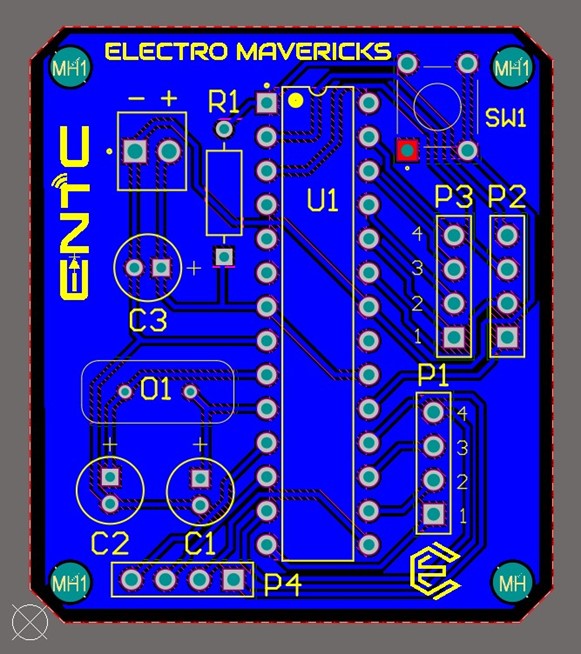 ELECTRO MAVERICKS
MH1
MH1
- +
R1
SW1
ENTC
U1
P3 P2
4
3
2
1
+
C3
O1
P1
4
3
2
1
+
+
C2
C1
MH1
P4
MH